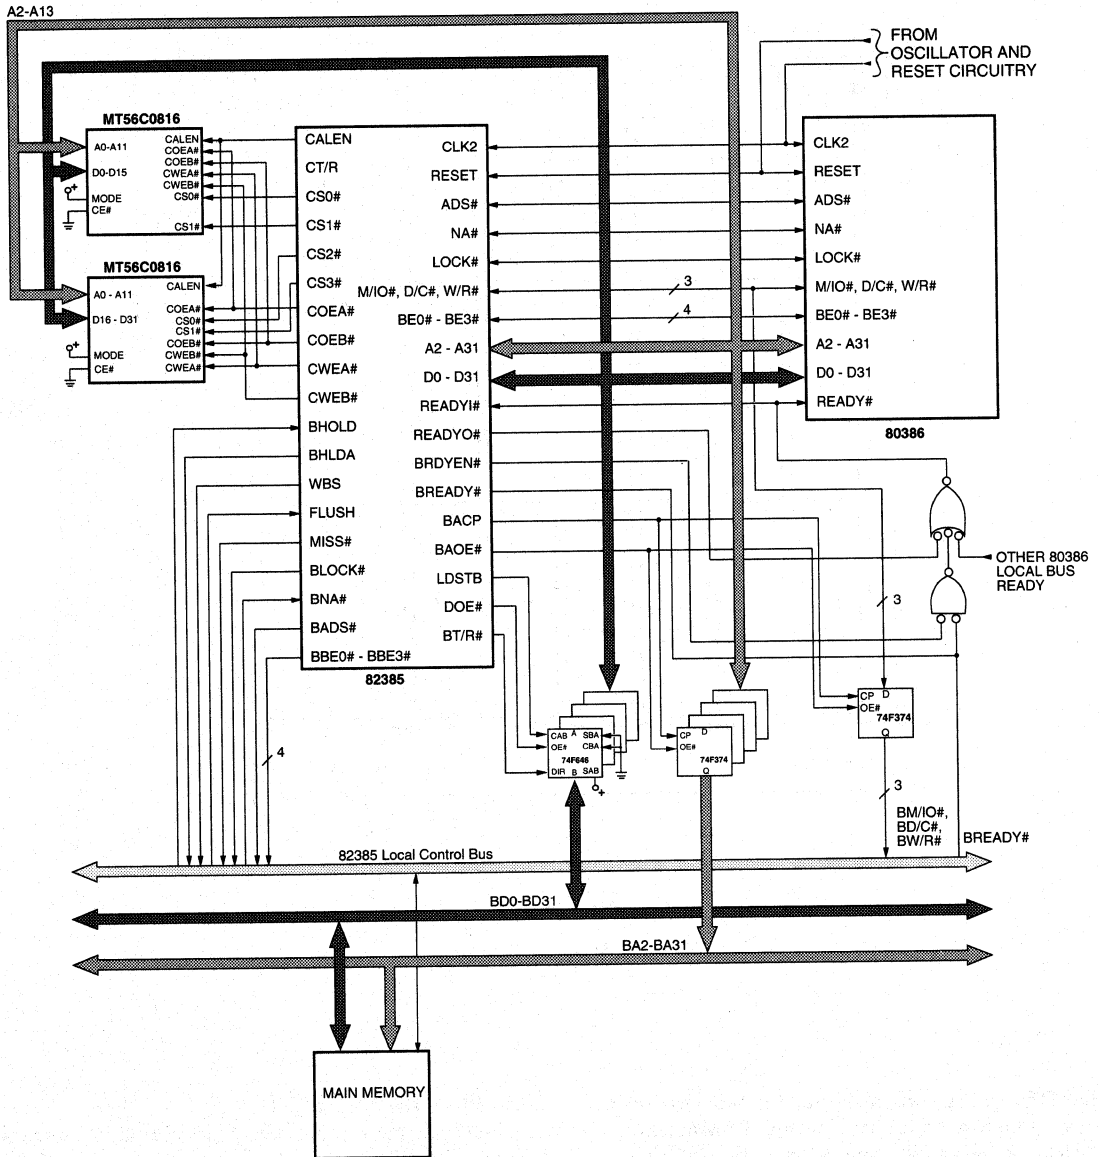 A2-A13
FROM
OSCILLATOR AND
RESET CIRCUITRY
MT56C0816
A0-A11
D0-D15
MODE
CE#
CALEN
COEA#
COEB#
CWEA#
CWEB#
CS0#
CS1#
MT56C0816
A0 - A11
D16 - D31
MODE
CE#
CALEN
COEA#
CS0#
CS1#
COEB#
CWEB#
CWEA#
CALEN
CT/R
CS0#
CS1#
CS2#
CS3#
COEA#
COEB#
CWEA#
CWEB#
BHOLD
BHLDA
WBS
FLUSH
MISS#
BLOCK#
BNA#
BADS#
BBE0# - BBE3#
CLK2
RESET
ADS#
NA#
LOCK#
M/IO#, D/C#, W/R#
BE0# - BE3#
A2 - A31
D0 - D31
READYI#
READYO#
BRDYEN#
BREADY#
BACP
BAOE#
LDSTB
DOE#
BT/R#
82385
3
4
CLK2
RESET
ADS#
NA#
LOCK#
M/IO#, D/C#, W/R#
BE0# - BE3#
A2 - A31
D0 - D31
READY#
80386
OTHER 80386
LOCAL BUS
READY
3
CAB A SBA
OE# CBA
74F646
DIR B SAB
CP D
OE#
74F374
Q
CP D
OE#
74F374
Q
4
3
BM/IO#,
BD/C#,
BW/R#
BREADY#
82385 Local Control Bus
BD0-BD31
BA2-BA31
MAIN MEMORY